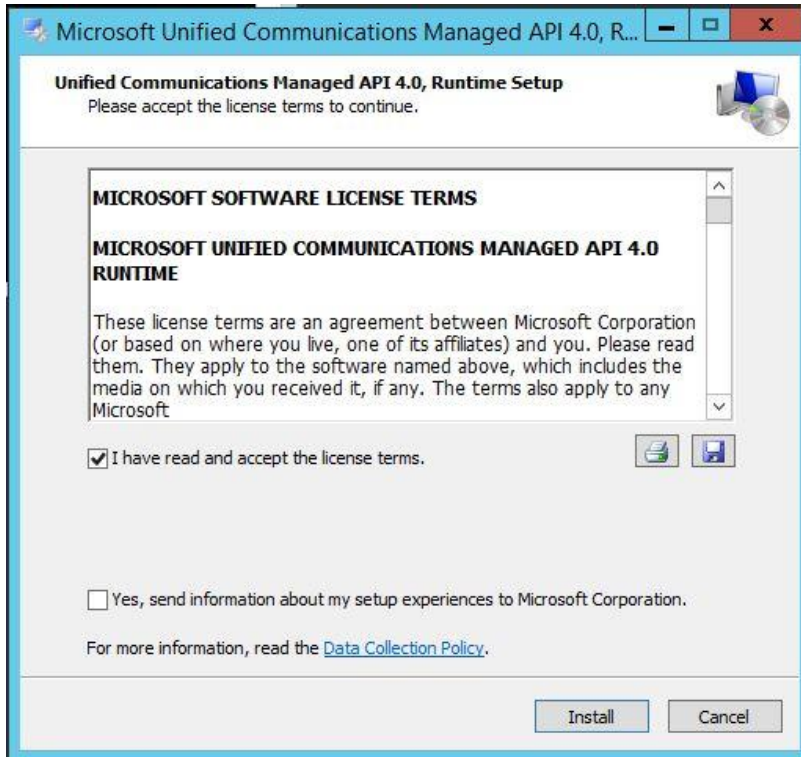 Microsoft Unified Communications Managed API 4.0, R...
Unified Communications Managed API 4.0, Runtime Setup
Please accept the license terms to continue.
MICROSOFT SOFTWARE LICENSE TERMS
MICROSOFT UNIFIED COMMUNICATIONS MANAGED API 4.0
RUNTIME
These license terms are an agreement between Microsoft Corporation
(or based on where you live, one of its affiliates) and you. Please read
them. They apply to the software named above, which includes the
media on which you received it, if any. The terms also apply to any
Microsoft
I have read and accept the license terms.
Yes, send information about my setup experiences to Microsoft Corporation.
For more information, read the Data Collection Policy.
Install Cancel